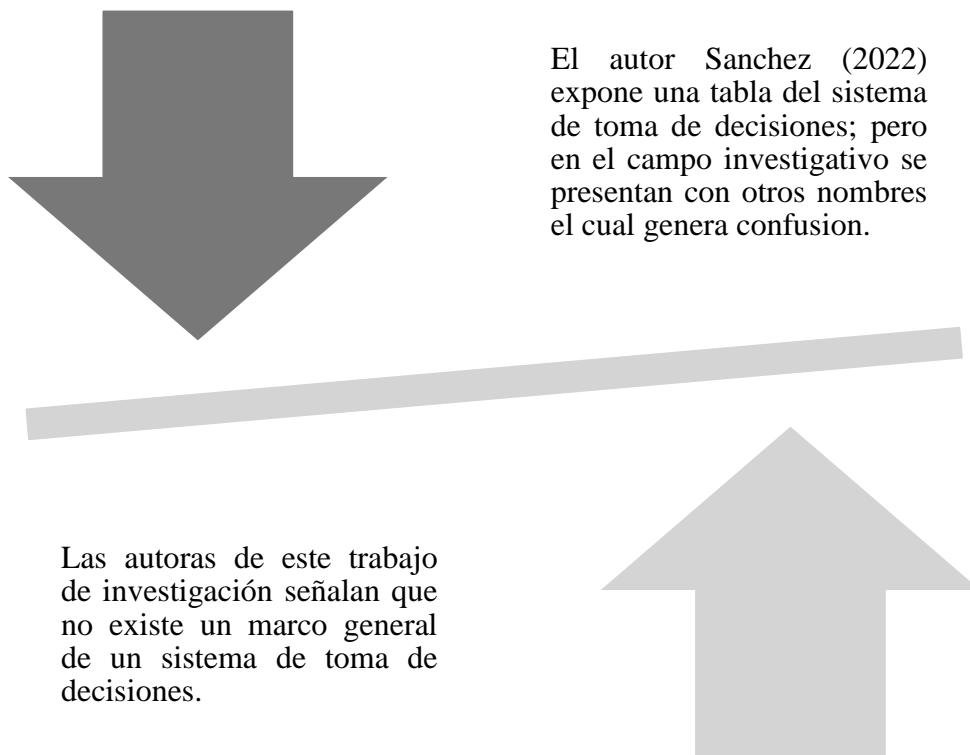 El autor Sanchez (2022)
expone una tabla del sistema
de toma de decisiones; pero
en el campo investigativo se
presentan con otros nombres
el cual genera confusion.
Las autoras de este trabajo
de investigación señalan que
no existe un marco general
de un sistema de toma de
decisiones.